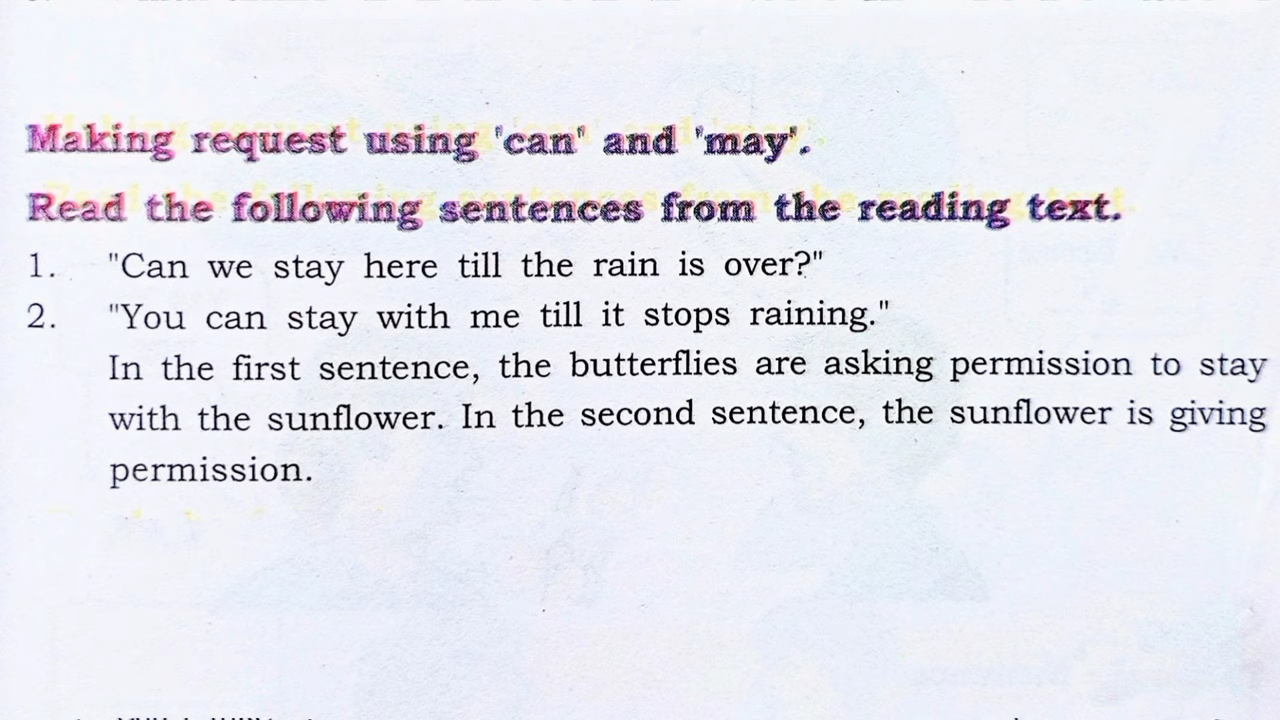 Making request using 'can' and 'may'.
Read the following sentences from the reading text.
1. "Can we stay here till the rain is over?"
2. "You can stay with me till it stops raining."
In the first sentence, the butterflies are asking permission to stay
with the sunflower. In the second sentence, the sunflower is giving
permission.